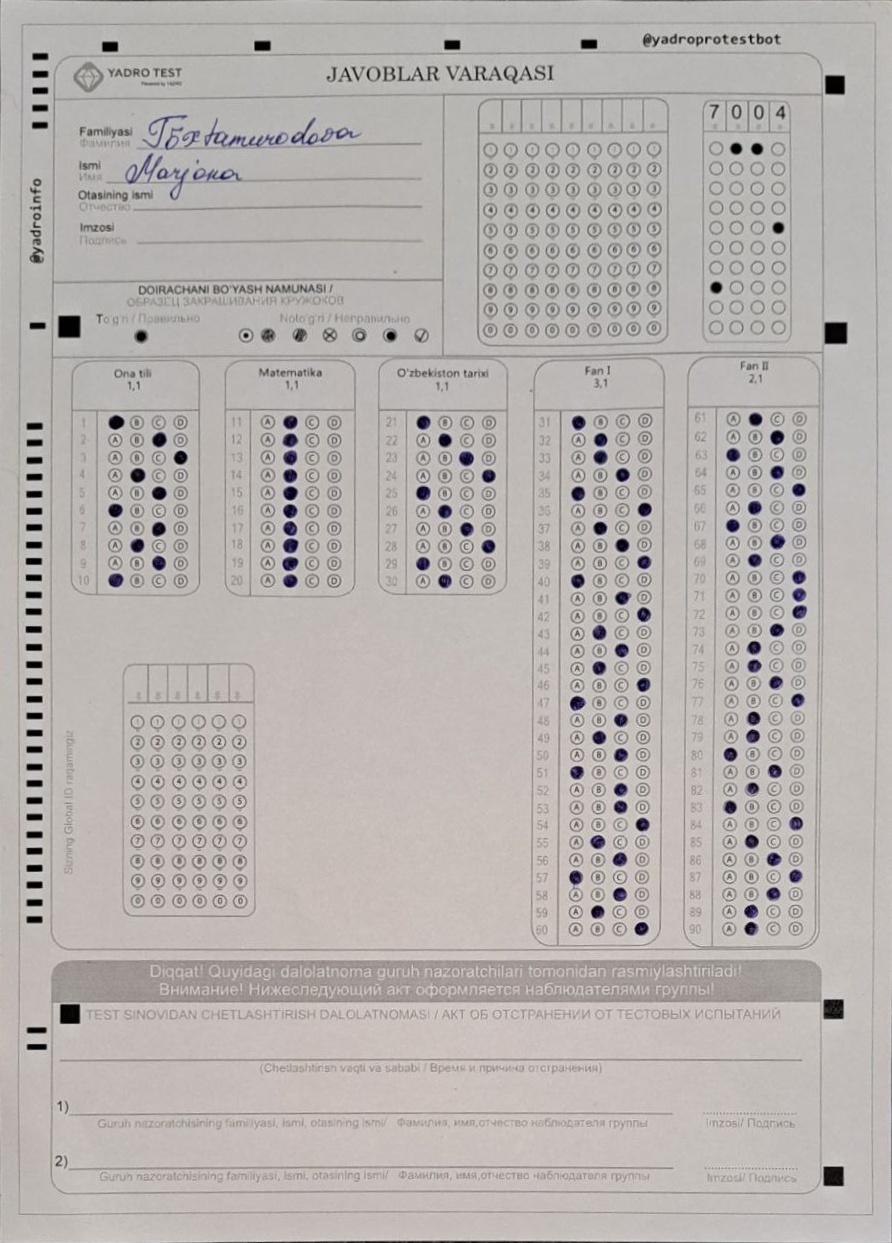 @yadroprotestbot
YADRO TEST
JAVOBLAR VARAQASI
@yadroinfo
Familiyasi
Фамилия
Ismi Marjona
Имя
Otasining ismi
Отчество
Imzosi
Подпись
7 0 0 4
DOIRACHANI BO'YASH NAMUNASI /
ОБРАЗЕЦ ЗАКРАШИВАНИЯ КРУЖОКОВ
To'g'ri / Правильно Noto'g'ri / Неправильно
Ona tili
1,1
Matematika
1,1
O'zbekiston tarixi
1,1
Fan I
3,1
Fan II
2,1
Sizning Global ID raqamingiz
Diqqat! Quyidagi dalolatnoma guruh nazoratchilari tomonidan rasmiylashtiriladi!
Внимание! Нижеследующий акт оформляется наблюдателями группы!
TEST SINOVIDAN CHETLASHTIRISH DALOLATNOMASI / АКТ ОБ ОТСТРАНЕНИИ ОТ ТЕСТОВЫХ ИСПЫТАНИЙ
(Chetlashtirish vaqti va sababi / Время и причина отстранения)
1)
Guruh nazoratchisining familiyasi, ismi, otasining ismi/ Фамилия, имя,отчество наблюдателя группы Imzosi/ Подпись
2)
Guruh nazoratchisining familiyasi, ismi, otasining ismi/ Фамилия, имя,отчество наблюдателя группы Imzosi/ Подпись